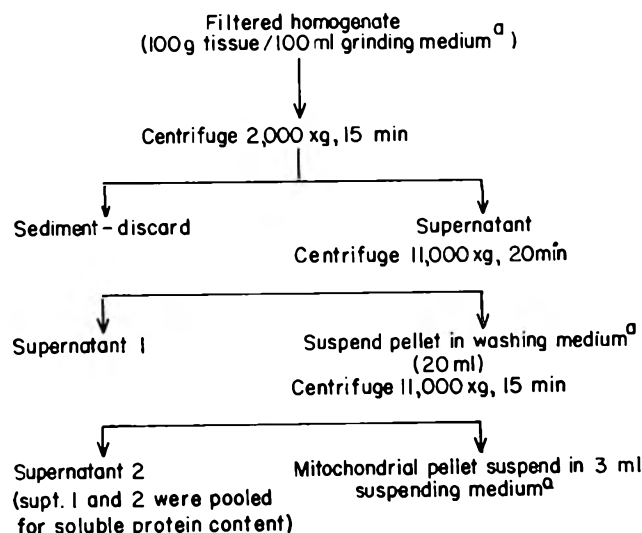 Filtered homogenate
(100g tissue/100 ml grinding medium a)
Centrifuge 2,000 xg, 15 min
Sediment-discard
Supernatant
Centrifuge 11,000 xg, 20min
Supernatant 1
Suspend pellet in washing medium a
(20 ml)
Centrifuge 11,000 xg, 15 min
Supernatant 2
(supt. 1 and 2 were pooled
for soluble protein content)
Mitochondrial pellet suspend in 3 ml
suspending medium a